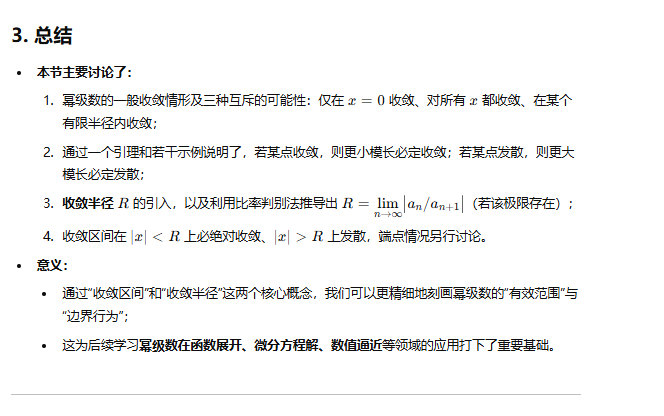 3. 总结
• 本节主要讨论了：
1. 幂级数的一般收敛情形及三种互斥的可能性：仅在 x = 0 收敛、对所有 x 都收敛、在某个
有限半径内收敛；
2. 通过一个引理和若干示例说明了，若某点收敛，则更小模长必定收敛；若某点发散，则更大
模长必定发散；
3. 收敛半径 R 的引入，以及利用比率判别法推导出 R = lim_{n→∞} |a_n/a_{n+1}|（若该极限存在）；
4. 收敛区间在 |x| < R 上必绝对收敛、|x| > R 上发散，端点情况另行讨论。
• 意义：
• 通过“收敛区间”和“收敛半径”这两个核心概念，我们可以更精细地刻画幂级数的“有效范围”与
“边界行为”；
• 这为后续学习幂级数在函数展开、微分方程解、数值逼近等领域的应用打下了重要基础。